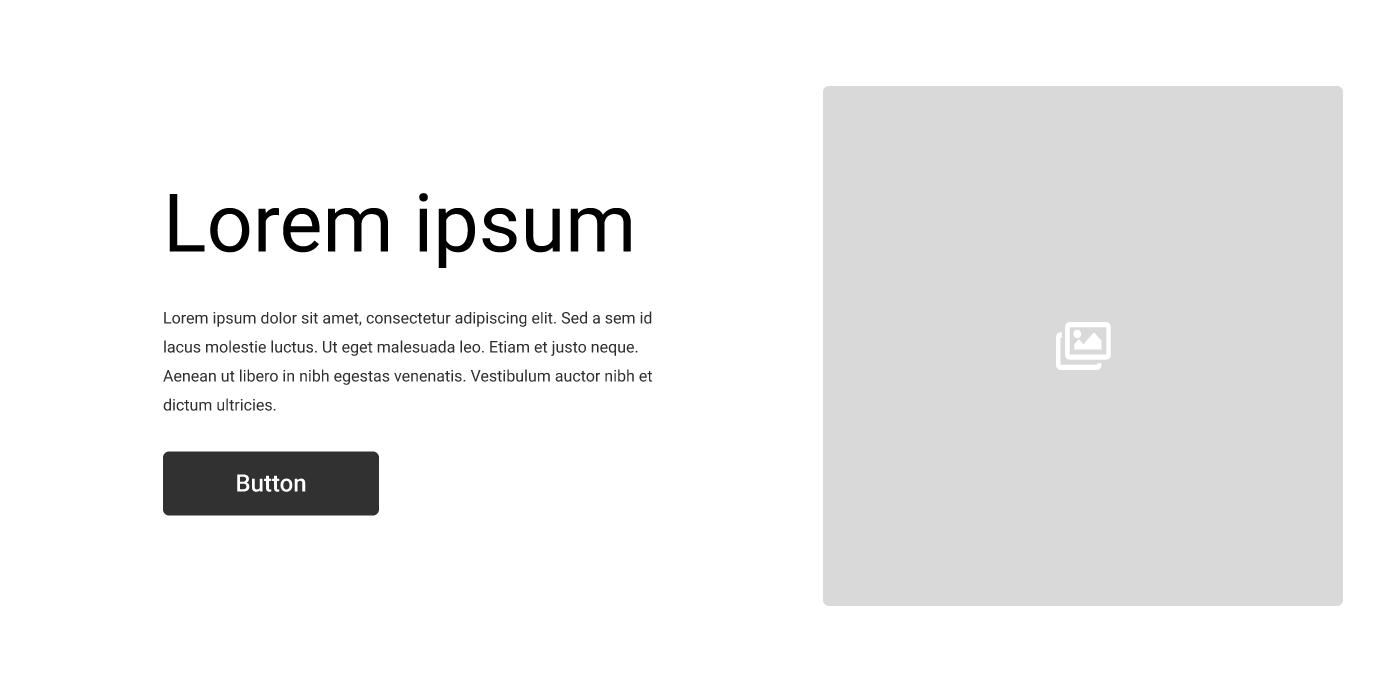 Lorem ipsum
Lorem ipsum dolor sit amet, consectetur adipiscing elit. Sed a sem id
lacus molestie luctus. Ut eget malesuada leo. Etiam et justo neque.
Aenean ut libero in nibh egestas venenatis. Vestibulum auctor nibh et
dictum ultricies.
Button